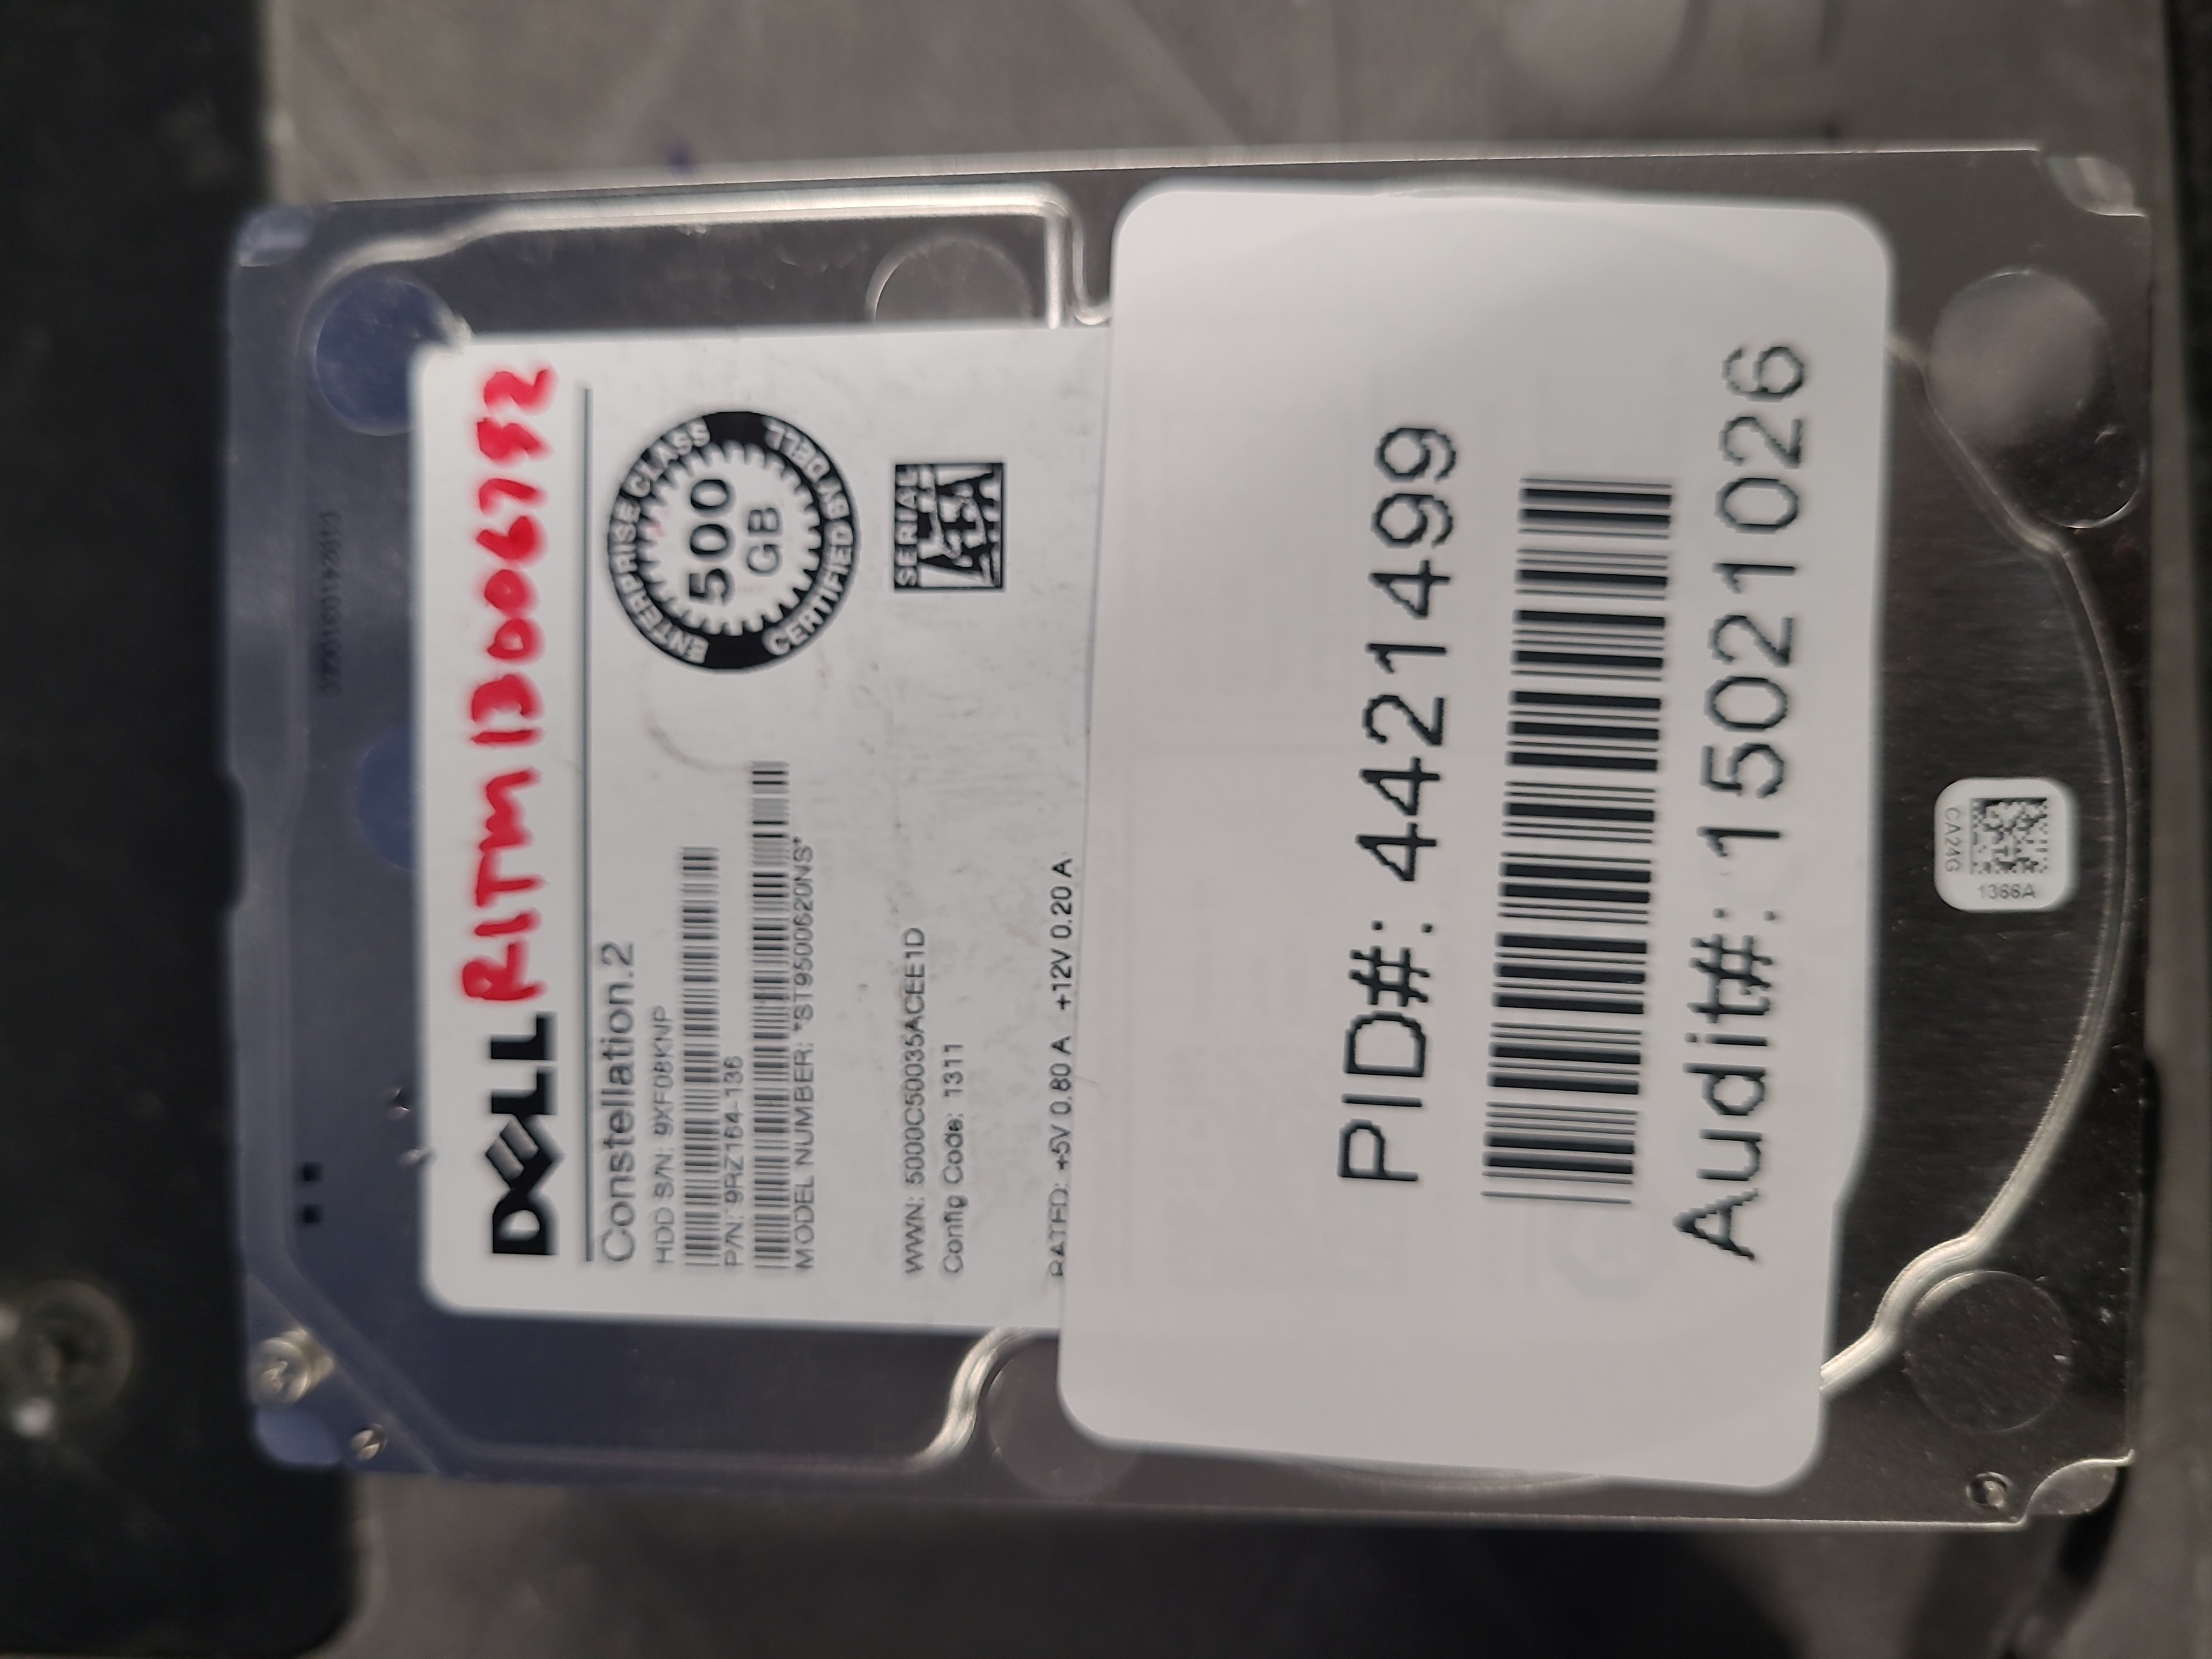 DELL RITM13006752
Constellation.2
HDD S/N: 9XF08KNP
P/N: 9RZ164-136
MODEL NUMBER: "ST9500620NS"
ENTERPRISE CLASS
500
GB
CERTIFIED BY DELL
WWN: 5000C50035ACEE1D
Config Code: 1311
SERIAL
ATA
RATED: +5V 0.80 A +12V 0.20 A
PID#: 4421499
Audit#: 15021026
CA24G
1366A